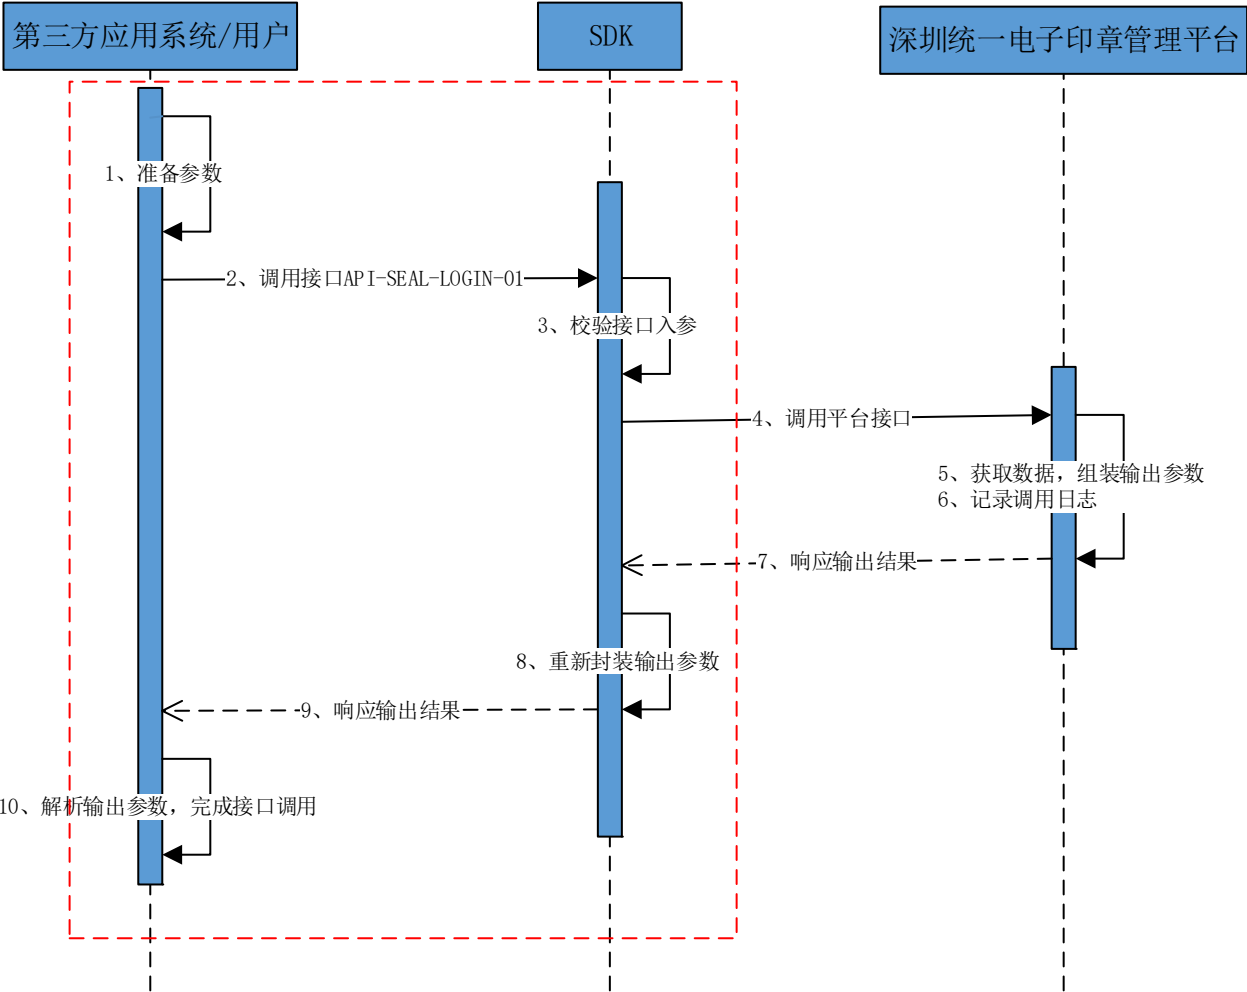 第三方应用系统/用户
SDK
深圳统一电子印章管理平台
1、准备参数
2、调用接口API-SEAL-LOGIN-01
3、校验接口入参
4、调用平台接口
5、获取数据，组装输出参数
6、记录调用日志
7、响应输出结果
8、重新封装输出参数
9、响应输出结果
10、解析输出参数，完成接口调用